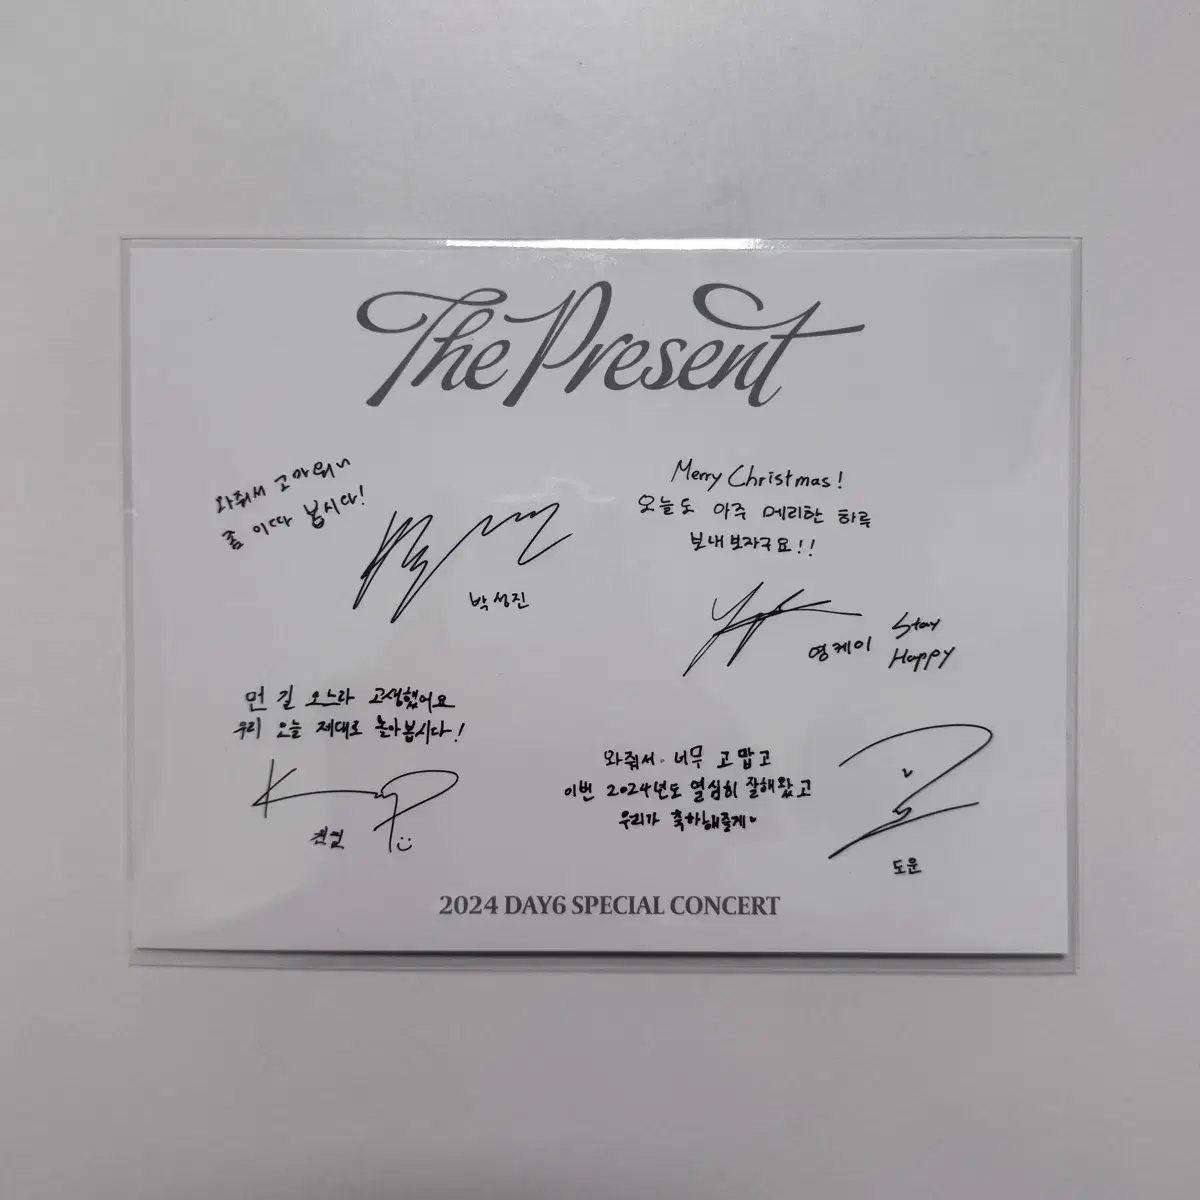 The Present
와줘서 고마워ㅓ
좀 이따 봅시다!
박성진
Merry Christmas!
오늘도 아주 메리한 하루
보내보자구요!!
영케이
Stay
Happy
먼 길 오느라 고생했어요
우리 오늘 제대로 놀아봅시다!
원필
와줘서 너무 고맙고
이번 2024년도 열심히 잘해왔고
우리가 축하해줄게
도운
2024 DAY6 SPECIAL CONCERT